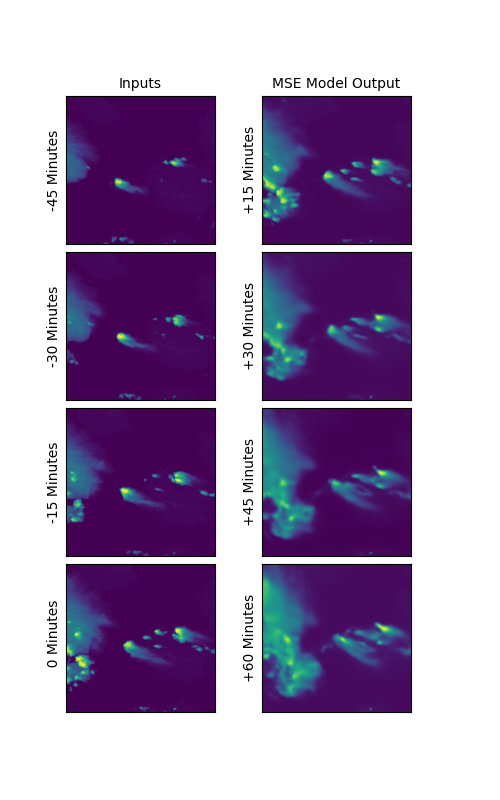 Inputs
MSE Model Output
-45 Minutes
+15 Minutes
-30 Minutes
+30 Minutes
-15 Minutes
+45 Minutes
0 Minutes
+60 Minutes